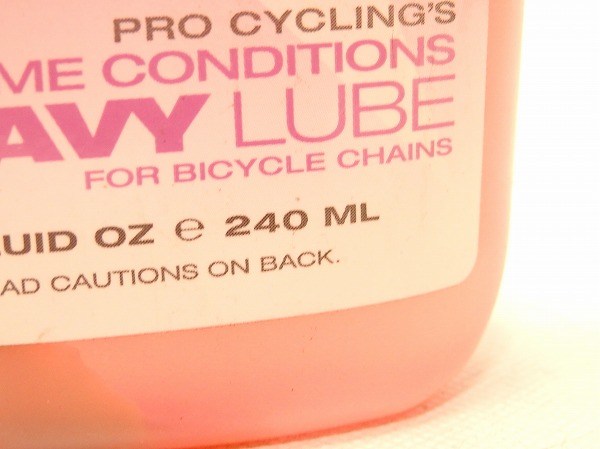 PRO CYCLING'S
ME CONDITIONS
AVY LUBE
FOR BICYCLE CHAINS
UID OZ ℮ 240 ML
AD CAUTIONS ON BACK.